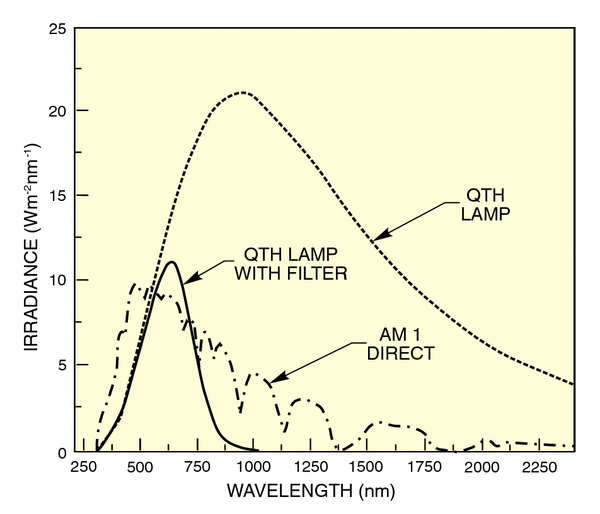 25
20
15
10
5
0
IRRADIANCE (Wm⁻²nm⁻¹)
QTH
LAMP
QTH LAMP
WITH FILTER
AM 1
DIRECT
250 500 750 1000 1250 1500 1750 2000 2250
WAVELENGTH (nm)